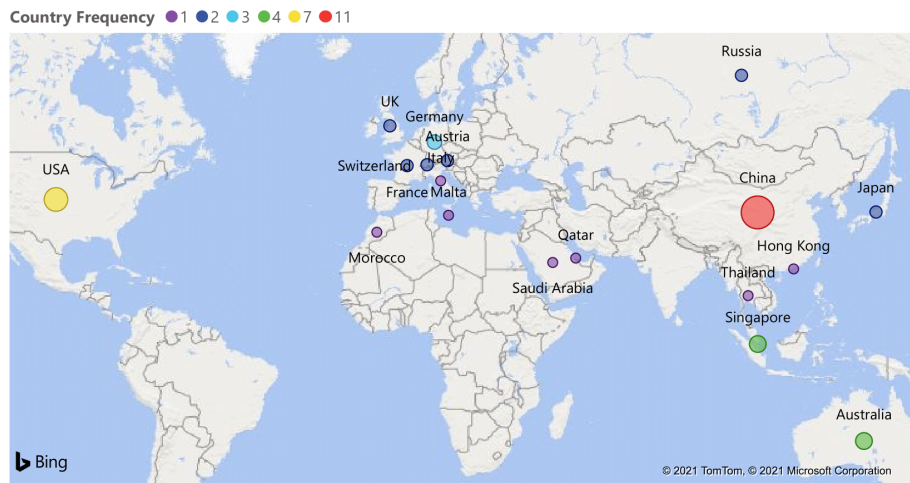 Country Frequency 1 2 3 4 7 11
Russia
UK
Germany
Austria
Switzerland
Italy
USA
China
France
Malta
Japan
Qatar
Hong Kong
Morocco
Thailand
Saudi Arabia
Singapore
Australia
Bing
© 2021 TomTom, © 2021 Microsoft Corporation